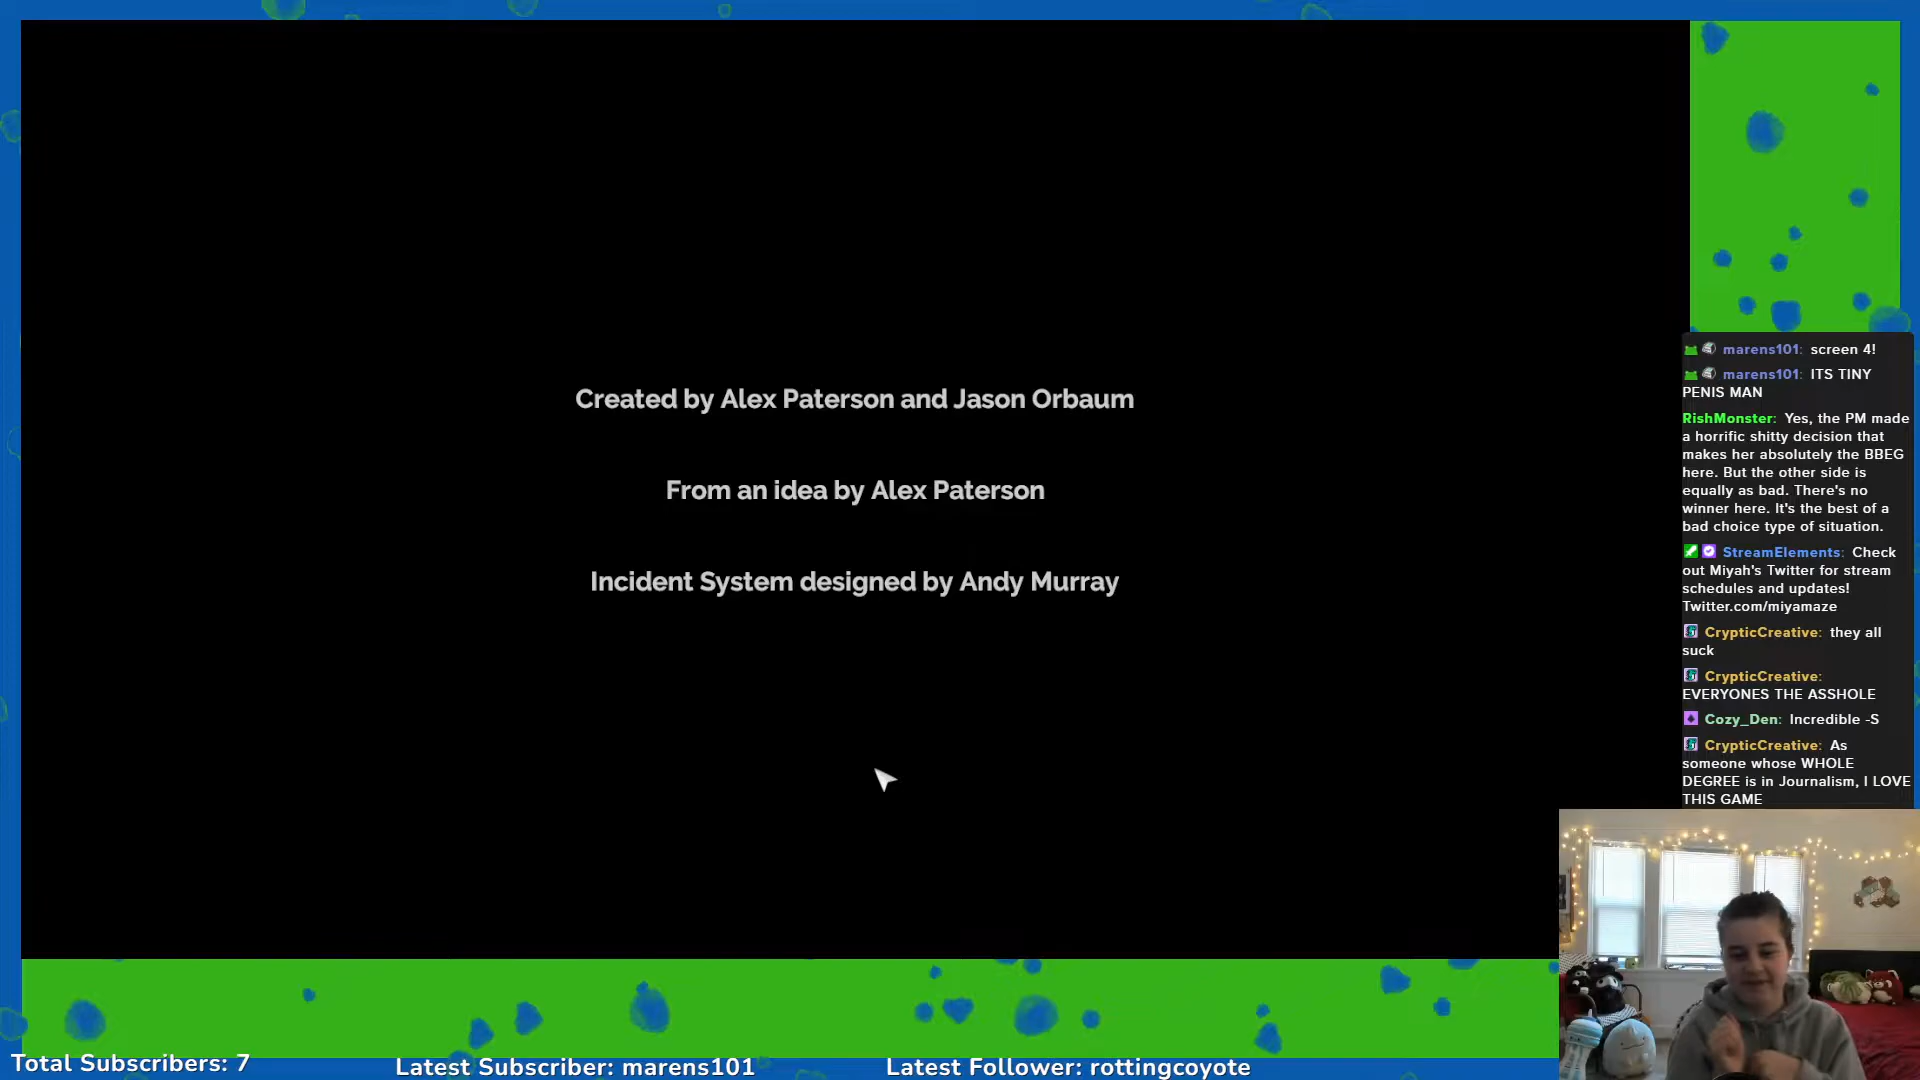 Created by Alex Paterson and Jason Orbaum
From an idea by Alex Paterson
Incident System designed by Andy Murray
marens101: screen 4!
marens101: ITS TINY
PENIS MAN
RishMonster: Yes, the PM made
a horrific shitty decision that
makes her absolutely the BBEG
here. But the other side is
equally as bad. There's no
winner here. It's the best of a
bad choice type of situation.
StreamElements: Check
out Miyah's Twitter for stream
schedules and updates!
Twitter.com/miyamaze
CrypticCreative: they all
suck
CrypticCreative:
EVERYONES THE ASSHOLE
Cozy_Den: Incredible -S
CrypticCreative: As
someone whose WHOLE
DEGREE is in Journalism, I LOVE
THIS GAME
Total Subscribers: 7
Latest Subscriber: marens101
Latest Follower: rottingcoyote